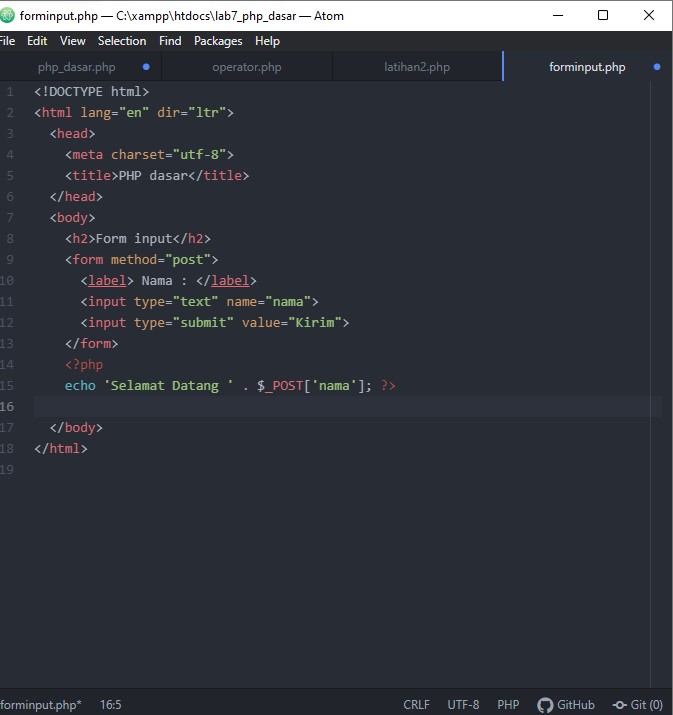 forminput.php — C:\xampp\htdocs\lab7_php_dasar — Atom
File Edit View Selection Find Packages Help
php_dasar.php operator.php latihan2.php forminput.php
1 <!DOCTYPE html>
2 <html lang="en" dir="ltr">
3   <head>
4     <meta charset="utf-8">
5     <title>PHP dasar</title>
6   </head>
7   <body>
8     <h2>Form input</h2>
9     <form method="post">
10       <label> Nama : </label>
11       <input type="text" name="nama">
12       <input type="submit" value="Kirim">
13     </form>
14     <?php
15     echo 'Selamat Datang ' . $_POST['nama']; ?>
16
17   </body>
18 </html>
19
forminput.php* 16:5 CRLF UTF-8 PHP GitHub Git (0)